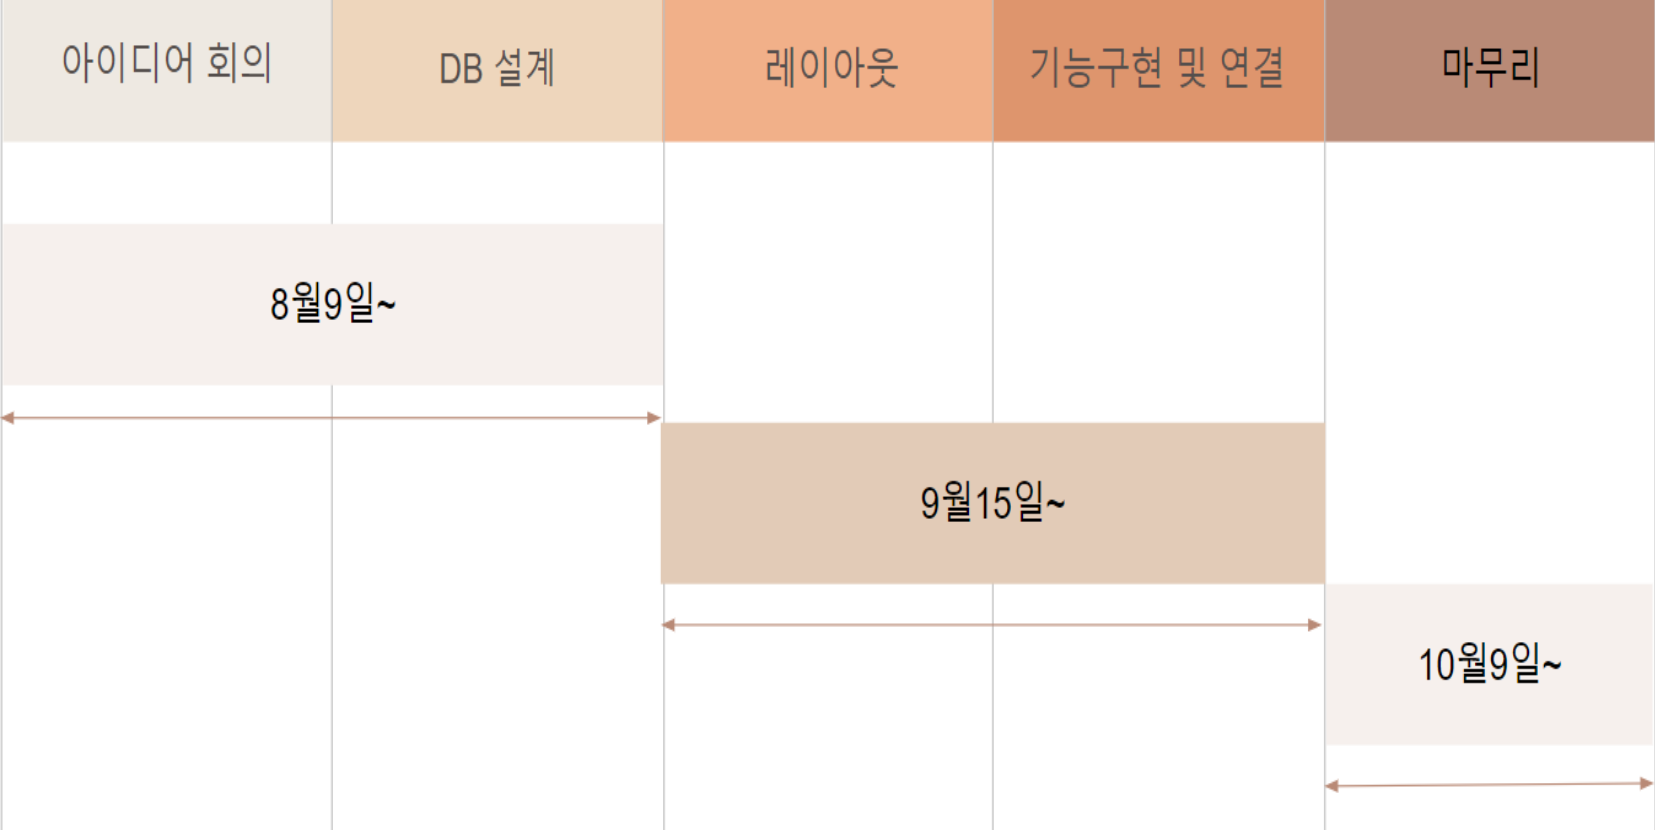 아이디어 회의
DB 설계
레이아웃
기능구현 및 연결
마무리
8월9일~
9월15일~
10월9일~